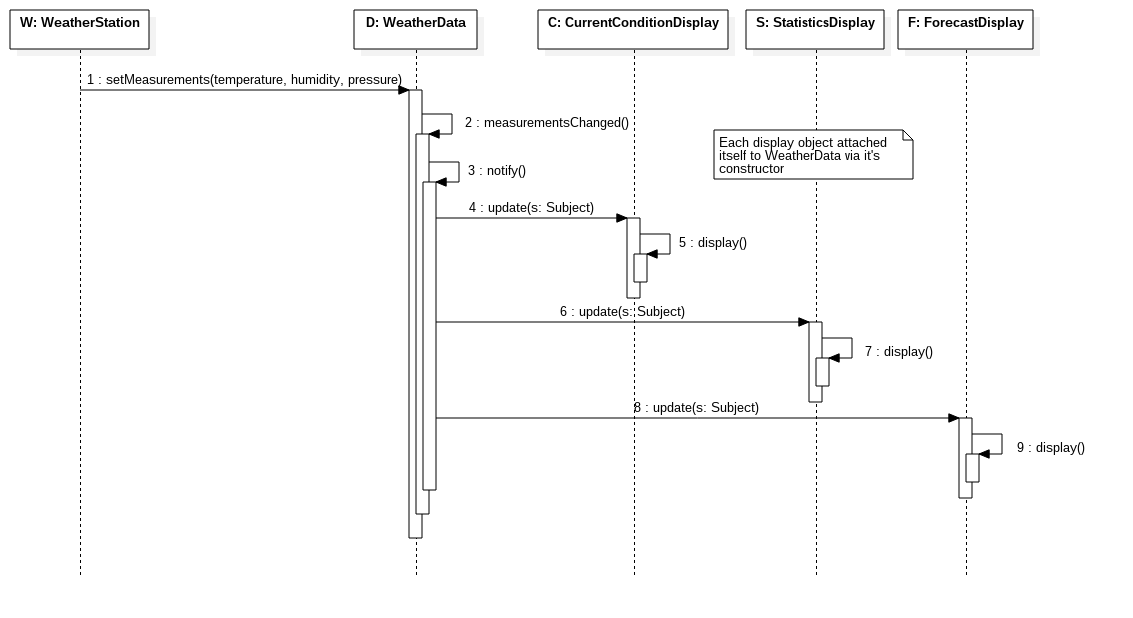 W: WeatherStation
D: WeatherData
C: CurrentConditionDisplay
S: StatisticsDisplay
F: ForecastDisplay
1 : setMeasurements(temperature, humidity, pressure)
2 : measurementsChanged()
Each display object attached
itself to WeatherData via it's
constructor
3 : notify()
4 : update(s: Subject)
5 : display()
6 : update(s: Subject)
7 : display()
8 : update(s: Subject)
9 : display()